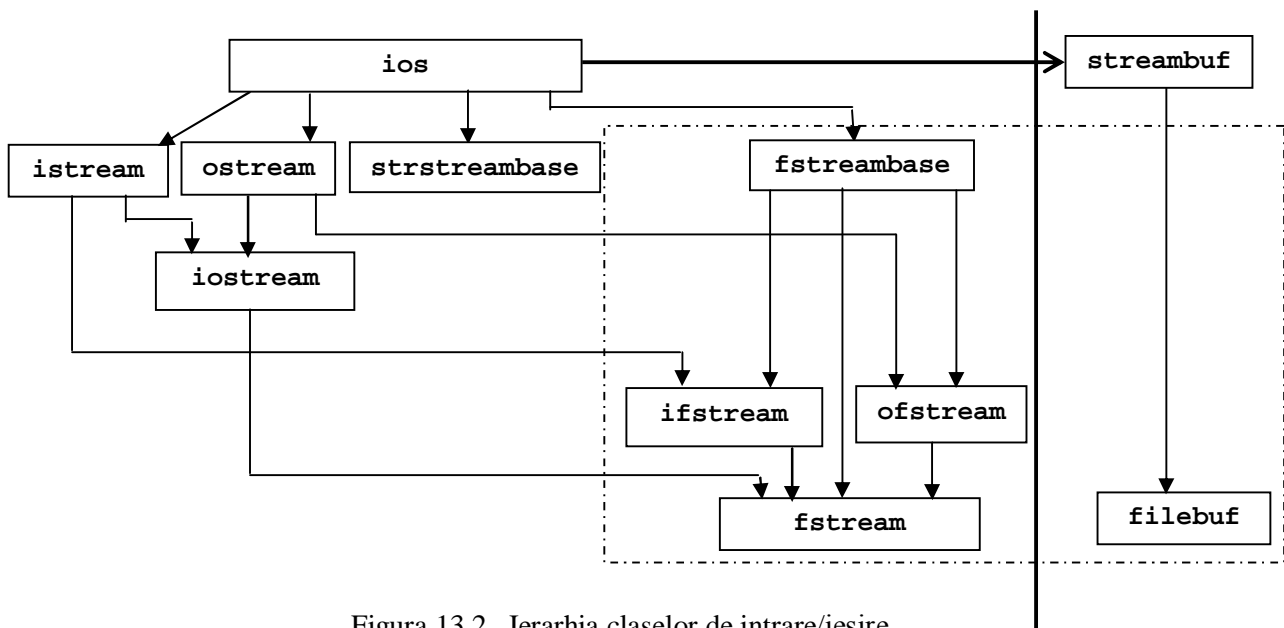 ios
streambuf
istream
ostream
strstreambase
fstreambase
iostream
ifstream
ofstream
fstream
filebuf
Figura 13.2. Ierarhia claselor de intrare/ieşire